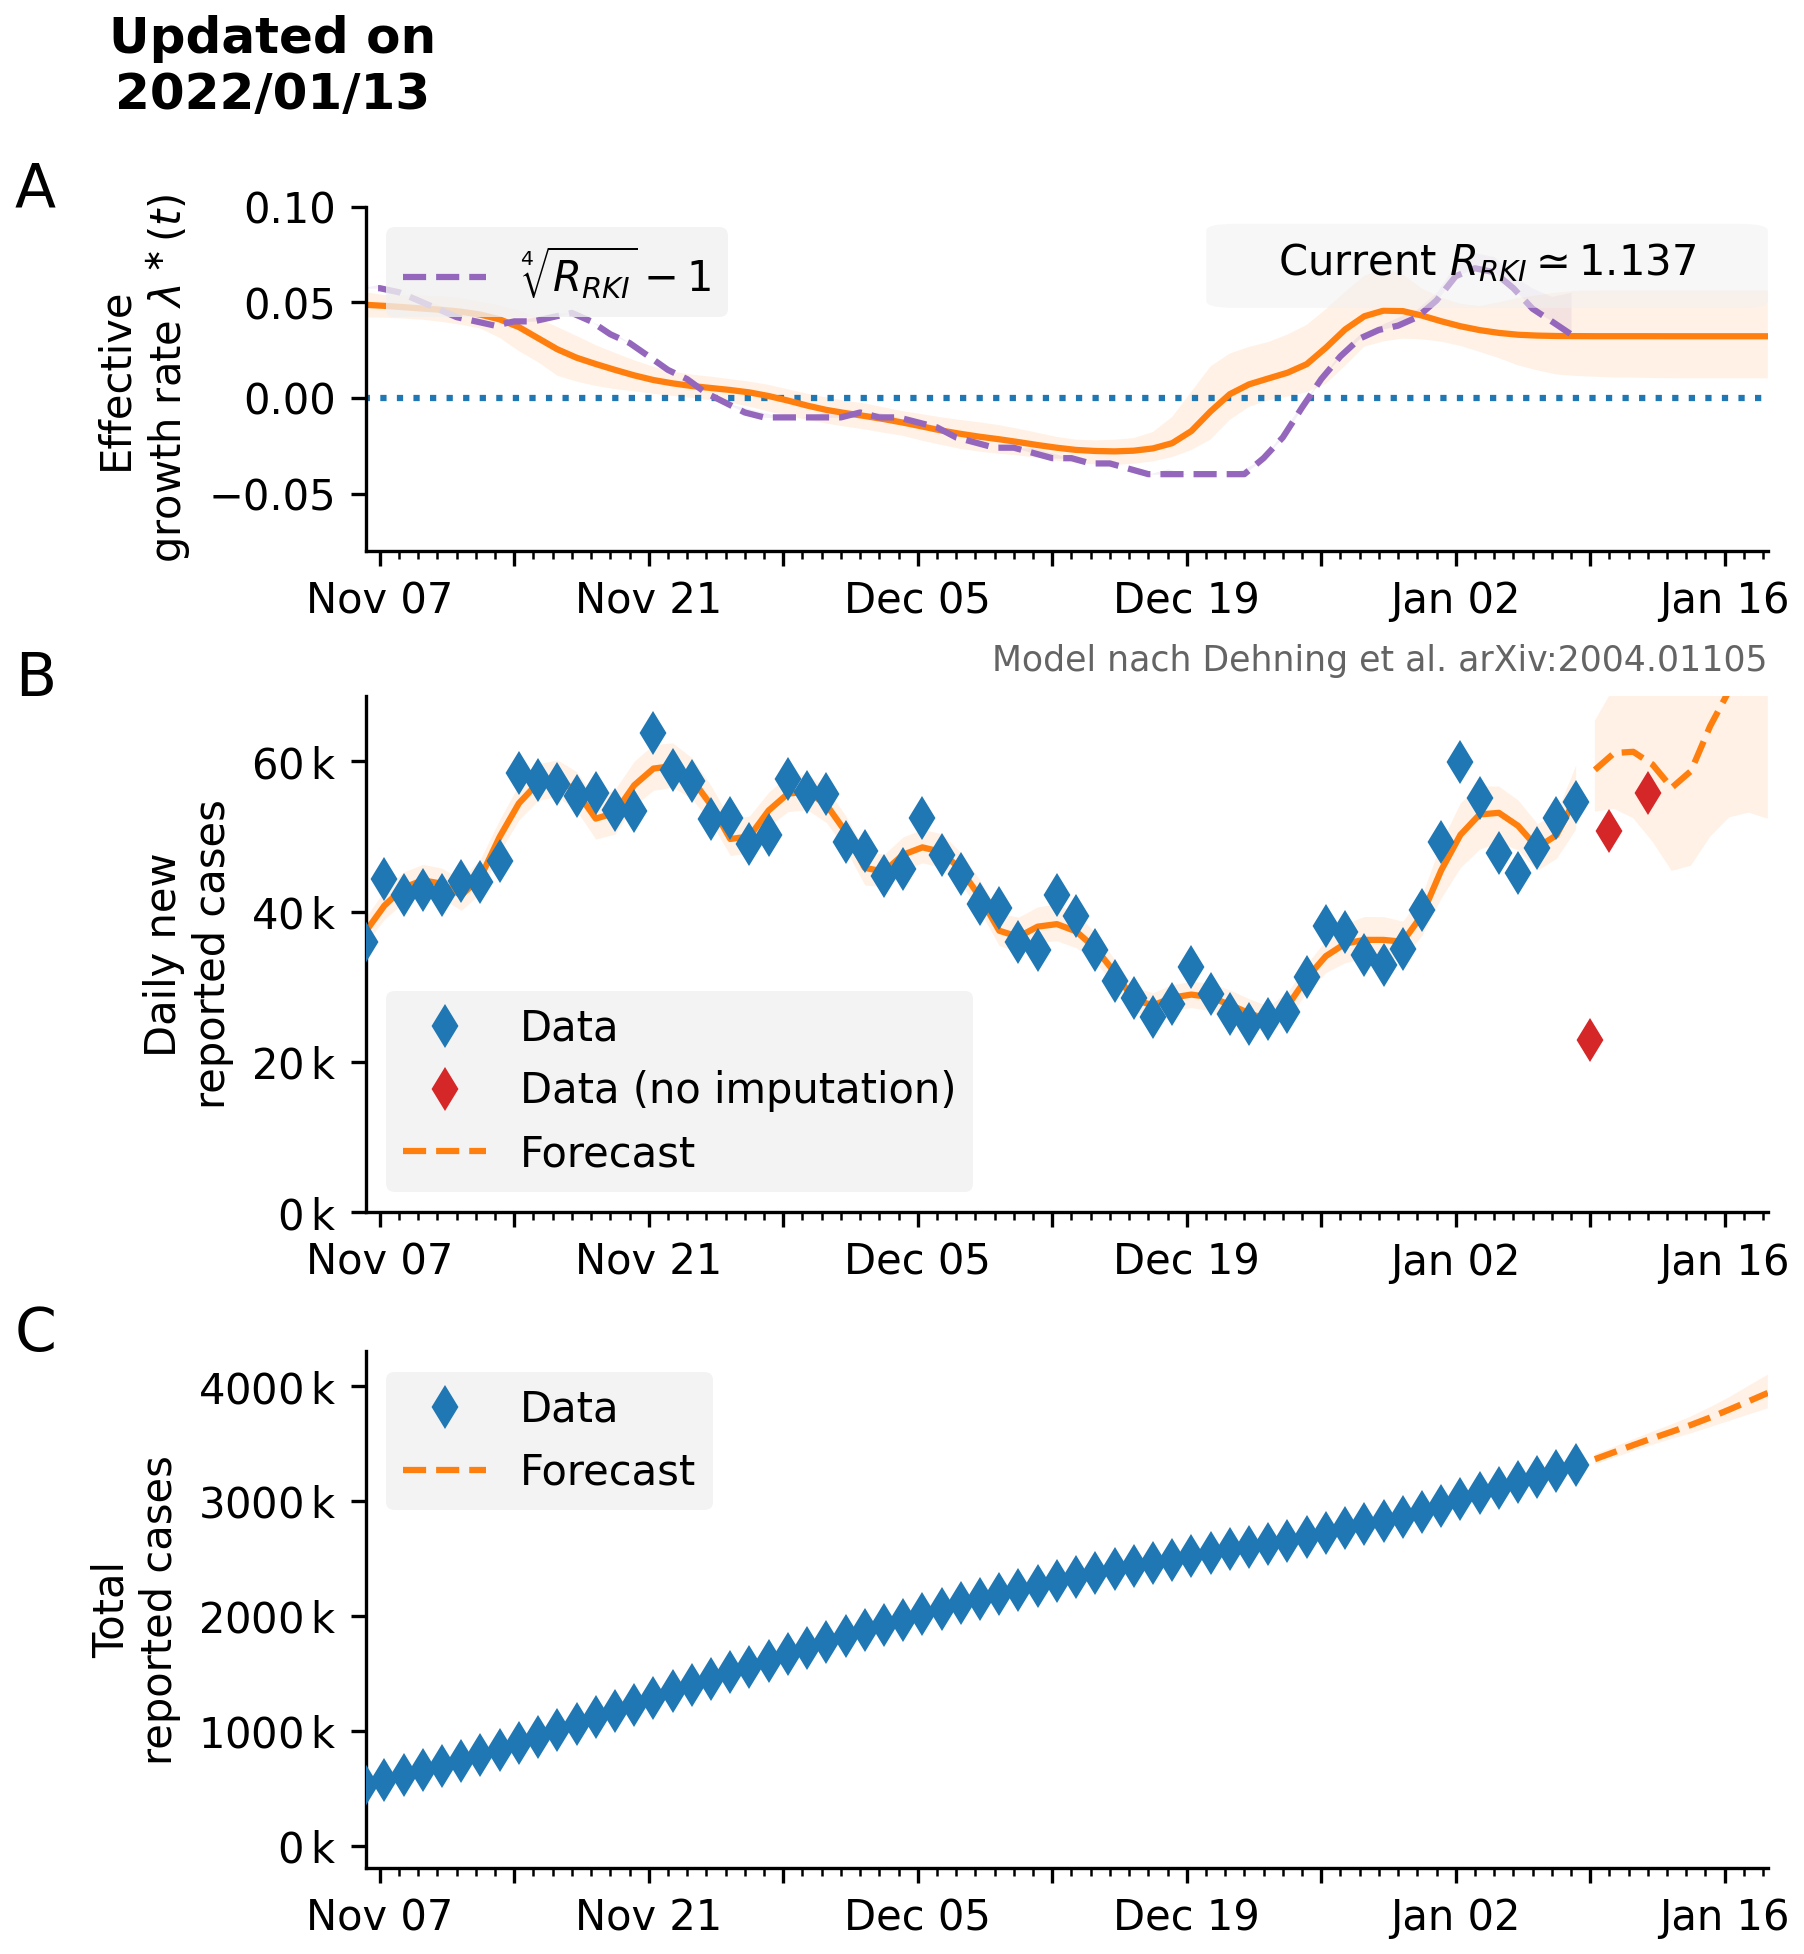 Updated on
2022/01/13
A
Effective
growth rate λ * (t)
0.10
0.05
0.00
−0.05
∜R_RKI − 1
Current R_RKI ≃ 1.137
Nov 07 Nov 21 Dec 05 Dec 19 Jan 02 Jan 16
Model nach Dehning et al. arXiv:2004.01105
B
Daily new
reported cases
60 k
40 k
20 k
0 k
Data
Data (no imputation)
Forecast
Nov 07 Nov 21 Dec 05 Dec 19 Jan 02 Jan 16
C
Total
reported cases
4000 k
3000 k
2000 k
1000 k
0 k
Data
Forecast
Nov 07 Nov 21 Dec 05 Dec 19 Jan 02 Jan 16